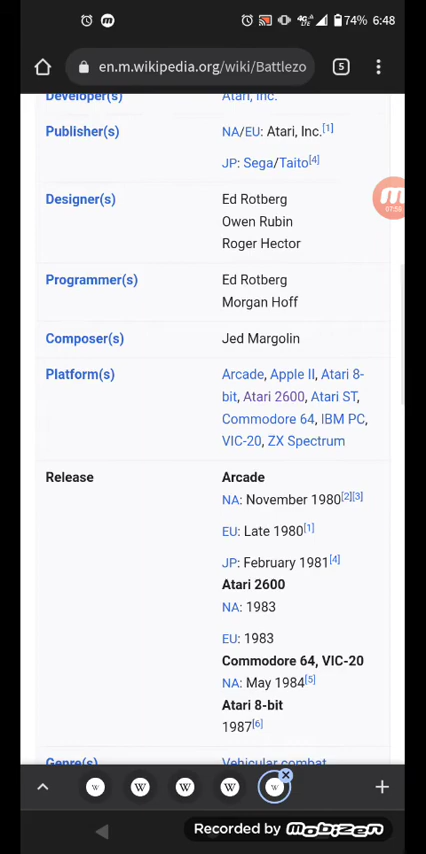 74% 6:48
en.m.wikipedia.org/wiki/Battlezo
5
Developer(s) Atari, Inc.
Publisher(s) NA/EU: Atari, Inc.[1]
JP: Sega/Taito[4]
07:59
Designer(s) Ed Rotberg
Owen Rubin
Roger Hector
Programmer(s) Ed Rotberg
Morgan Hoff
Composer(s) Jed Margolin
Platform(s) Arcade, Apple II, Atari 8-
bit, Atari 2600, Atari ST,
Commodore 64, IBM PC,
VIC-20, ZX Spectrum
Release Arcade
NA: November 1980[2][3]
EU: Late 1980[1]
JP: February 1981[4]
Atari 2600
NA: 1983
EU: 1983
Commodore 64, VIC-20
NA: May 1984[5]
Atari 8-bit
1987[6]
Genre(s) Vehicular combat
W W W W W
Recorded by mobizen